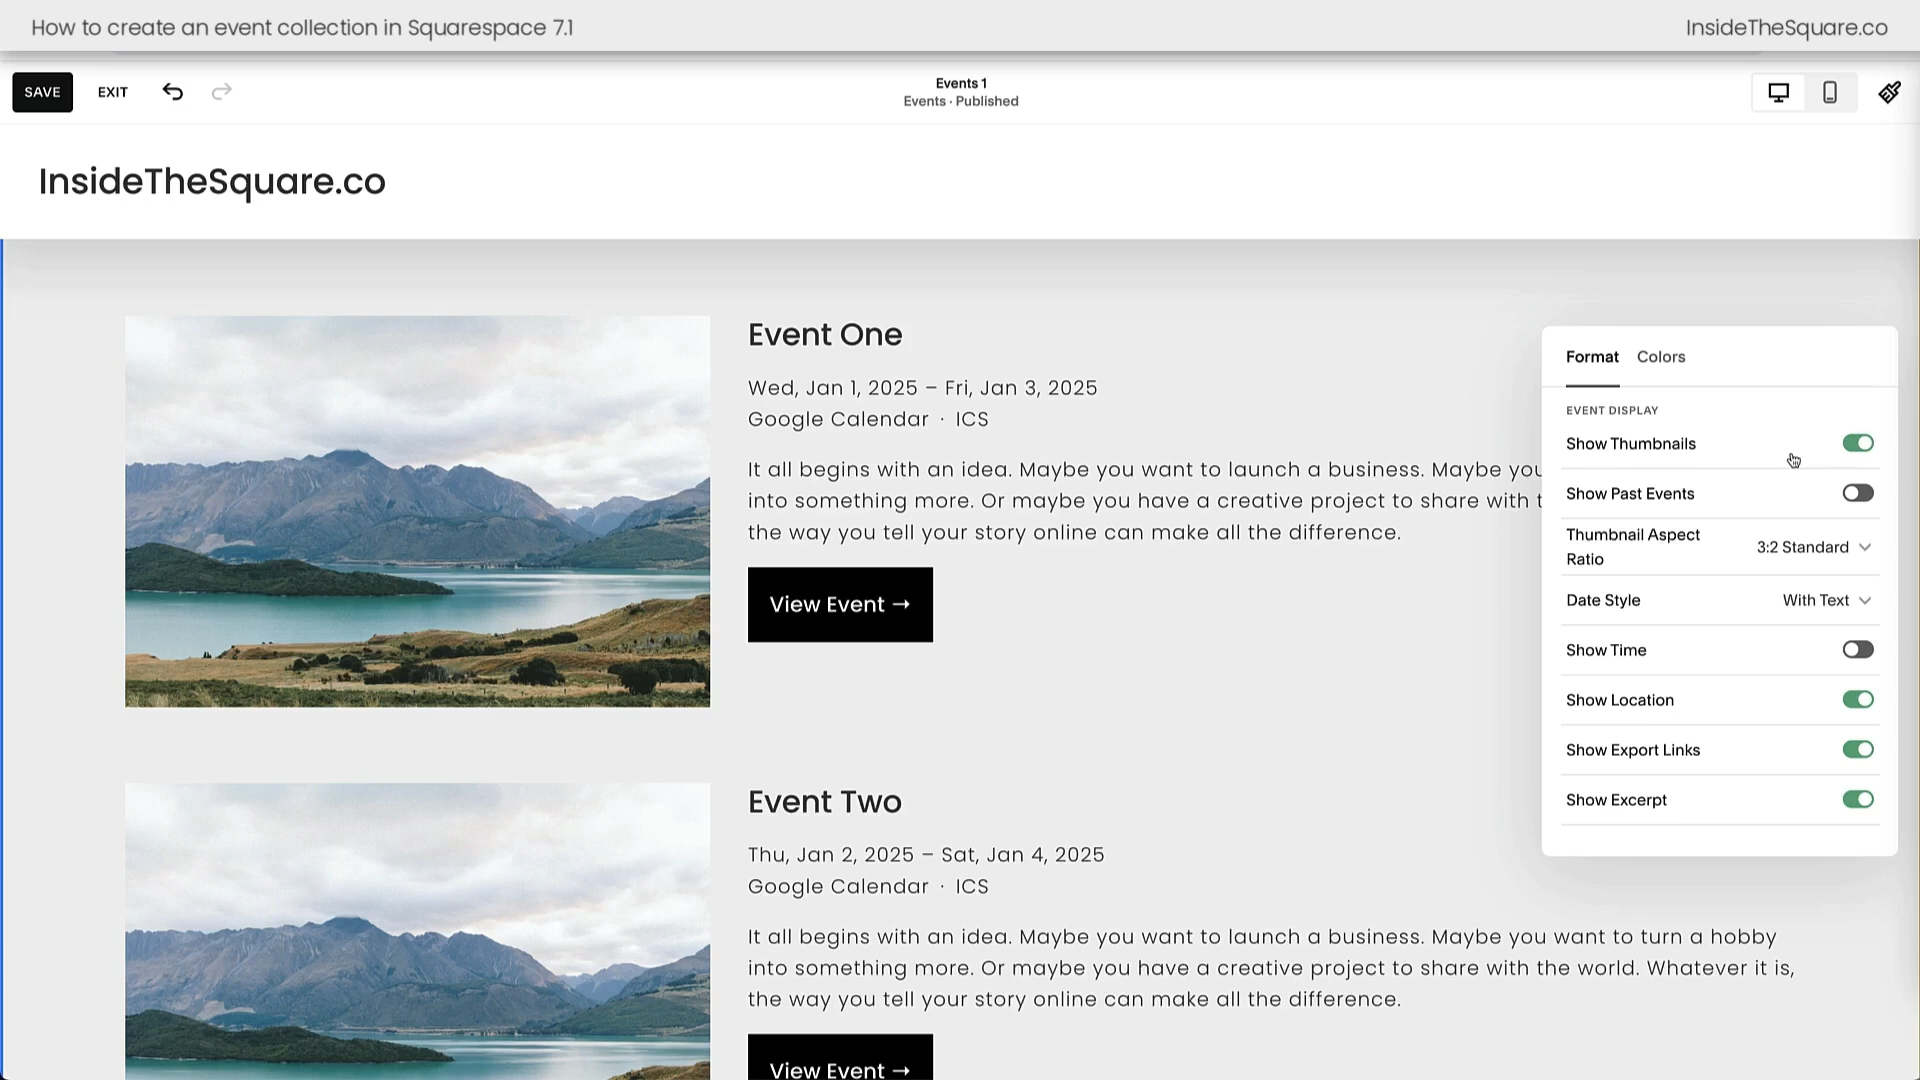 How to create an event collection in Squarespace 7.1
InsideTheSquare.co
SAVE
EXIT
Events 1
Events · Published
InsideTheSquare.co
Event One
Wed, Jan 1, 2025 – Fri, Jan 3, 2025
Google Calendar · ICS
It all begins with an idea. Maybe you want to launch a business. Maybe you
into something more. Or maybe you have a creative project to share with t
the way you tell your story online can make all the difference.
View Event →
Format
Colors
EVENT DISPLAY
Show Thumbnails
Show Past Events
Thumbnail Aspect
Ratio
3:2 Standard
Date Style
With Text
Show Time
Show Location
Show Export Links
Show Excerpt
Event Two
Thu, Jan 2, 2025 – Sat, Jan 4, 2025
Google Calendar · ICS
It all begins with an idea. Maybe you want to launch a business. Maybe you want to turn a hobby
into something more. Or maybe you have a creative project to share with the world. Whatever it is,
the way you tell your story online can make all the difference.
View Event →